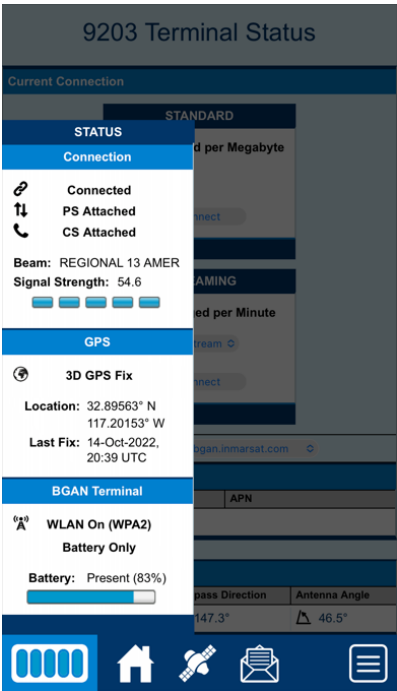 9203 Terminal Status
Current Connection
STANDARD
d per Megabyte
nnect
AMING
ed per Minute
tream
nnect
bgan.inmarsat.com
APN
pass Direction
Antenna Angle
147.3°
46.5°
STATUS
Connection
Connected
PS Attached
CS Attached
Beam: REGIONAL 13 AMER
Signal Strength: 54.6
GPS
3D GPS Fix
Location: 32.89563° N
117.20153° W
Last Fix: 14-Oct-2022,
20:39 UTC
BGAN Terminal
WLAN On (WPA2)
Battery Only
Battery: Present (83%)